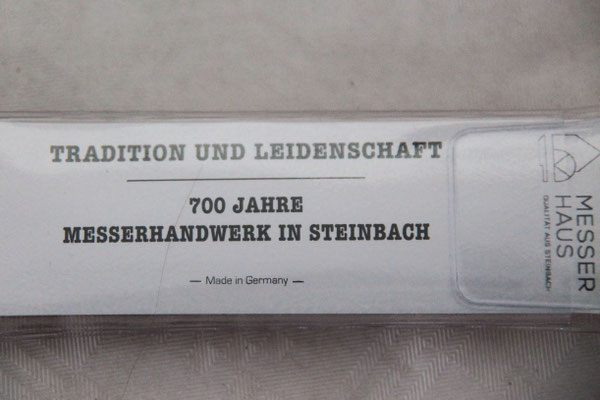 TRADITION UND LEIDENSCHAFT
700 JAHRE
MESSERHANDWERK IN STEINBACH
— Made in Germany —
MESSER
HAUS
QUALITÄT AUS STEINBACH